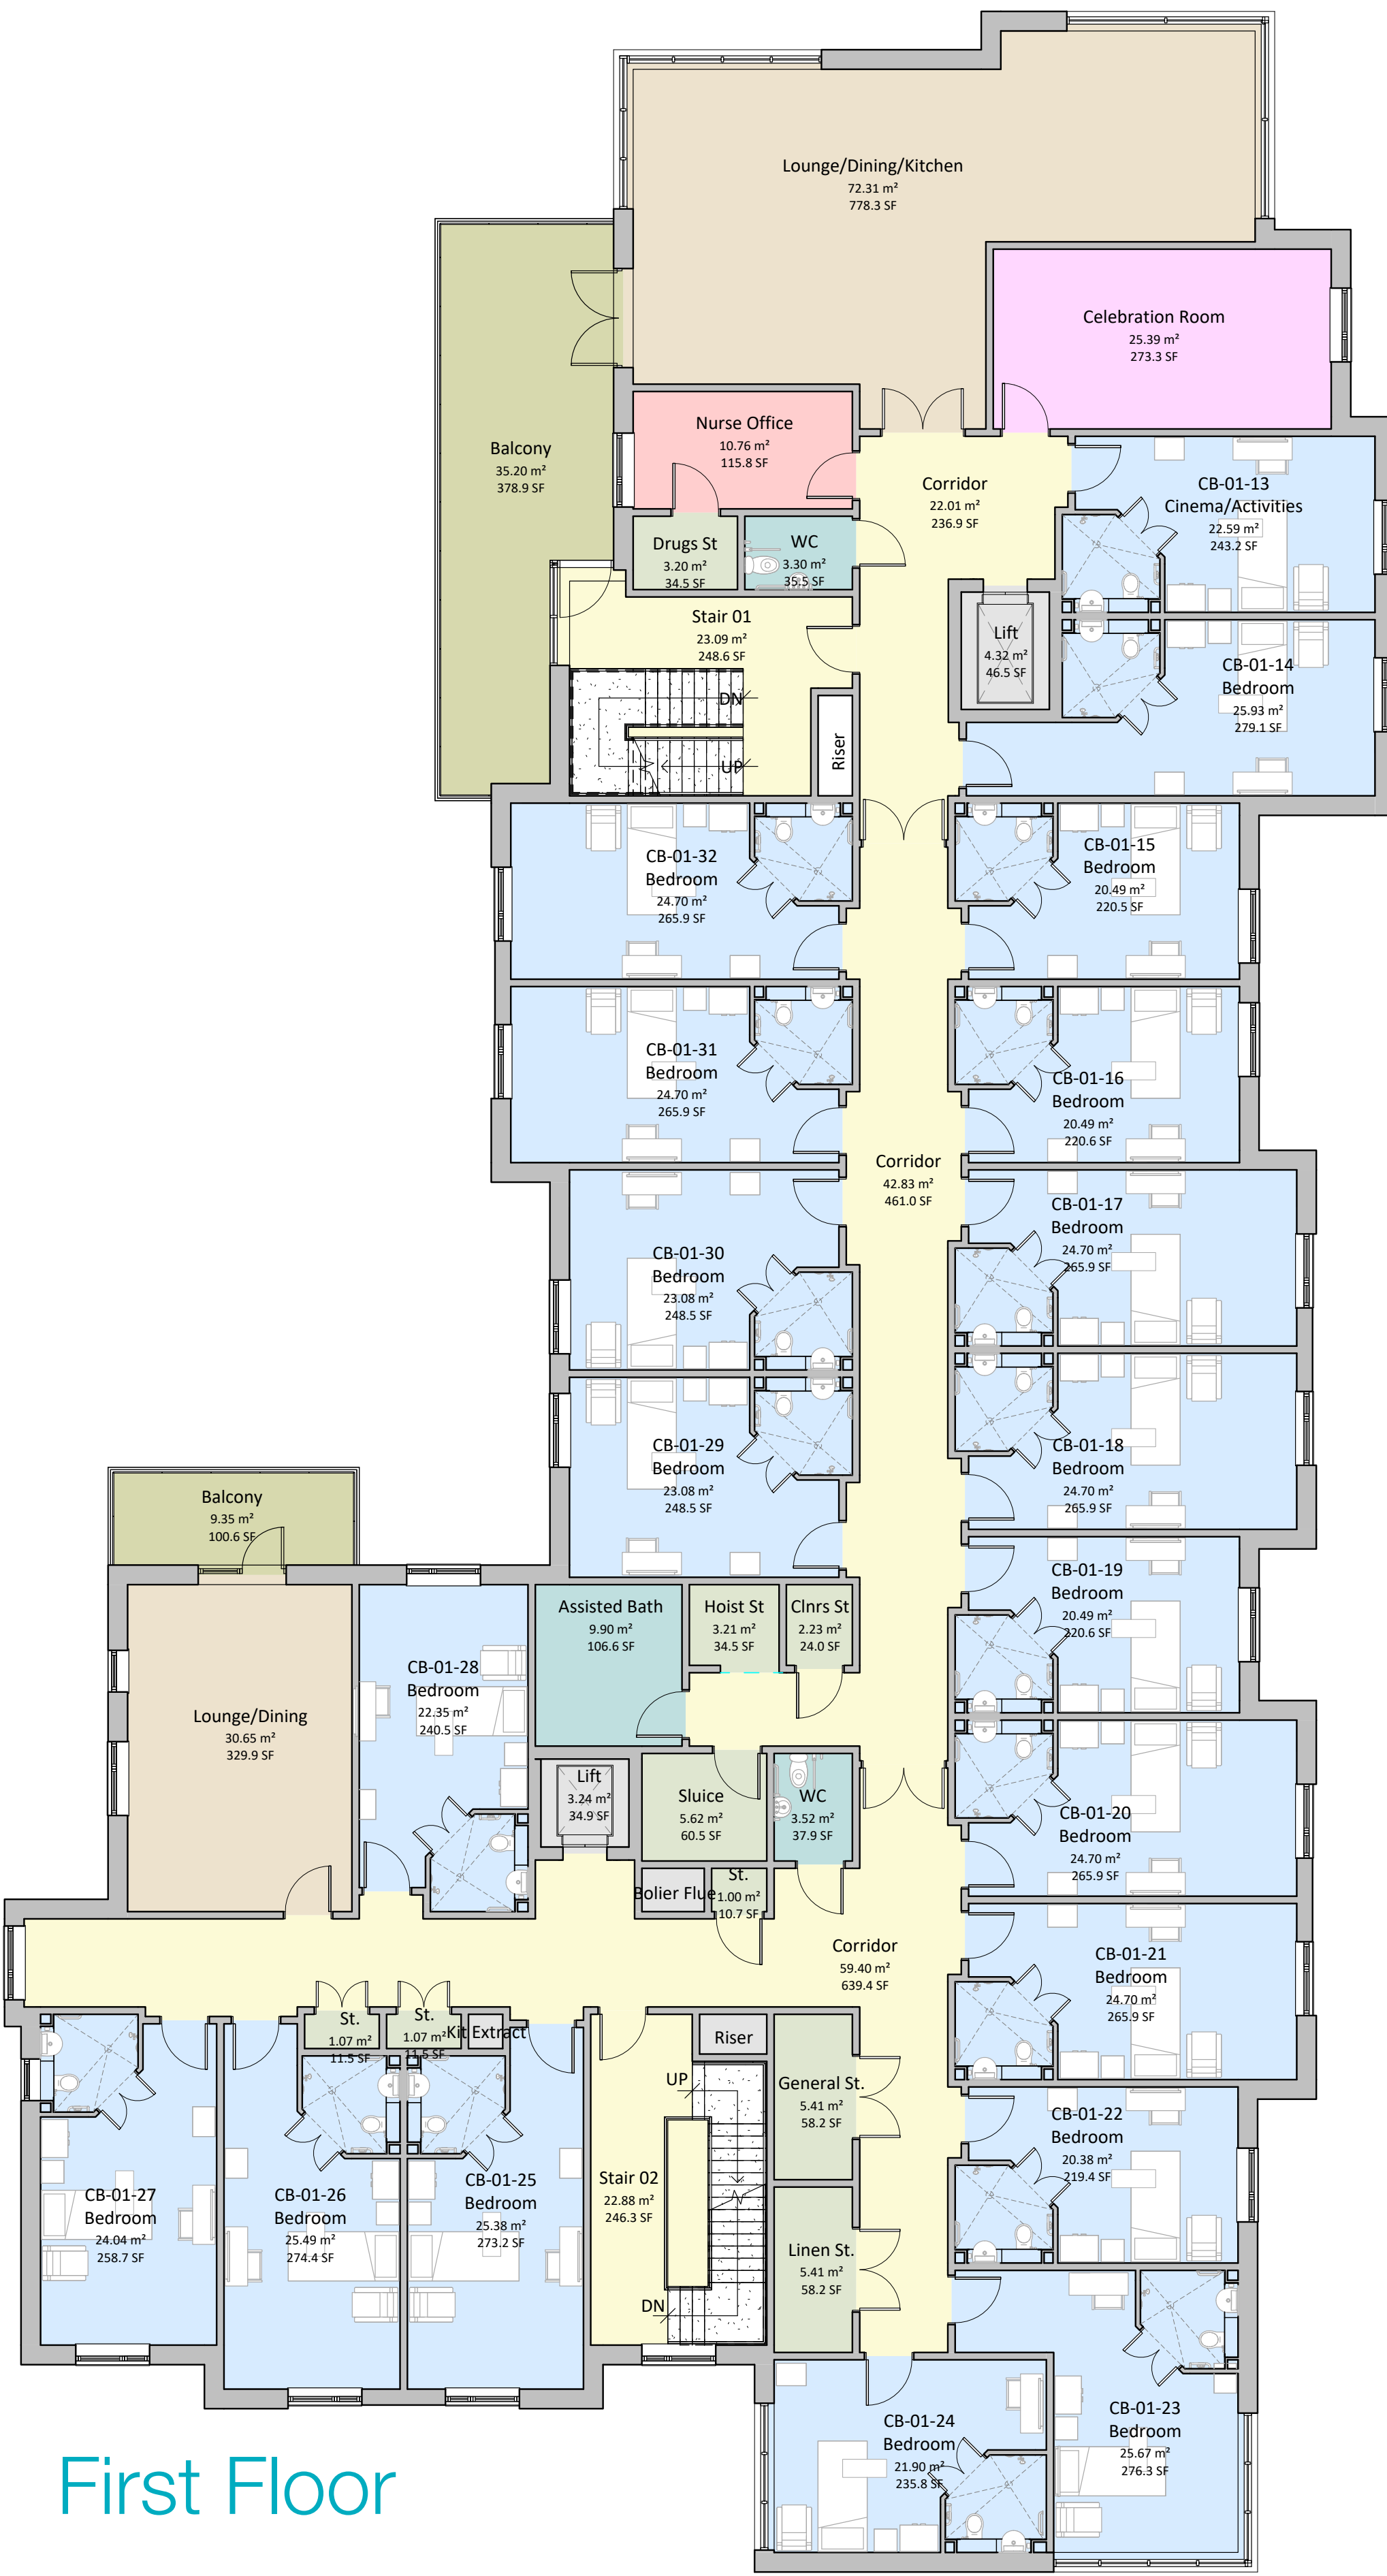 Lounge/Dining/Kitchen
72.31 m²
778.3 SF
Celebration Room
25.39 m²
273.3 SF
Balcony
35.20 m²
378.9 SF
Nurse Office
10.76 m²
115.8 SF
Corridor
22.01 m²
236.9 SF
CB-01-13
Cinema/Activities
22.59 m²
243.2 SF
Drugs St
3.20 m²
34.5 SF
WC
3.30 m²
35.5 SF
Stair 01
23.09 m²
248.6 SF
DN
UP
Riser
Lift
4.32 m²
46.5 SF
CB-01-14
Bedroom
25.93 m²
279.1 SF
CB-01-32
Bedroom
24.70 m²
265.9 SF
CB-01-15
Bedroom
20.49 m²
220.5 SF
CB-01-31
Bedroom
24.70 m²
265.9 SF
CB-01-16
Bedroom
20.49 m²
220.6 SF
Corridor
42.83 m²
461.0 SF
CB-01-17
Bedroom
24.70 m²
265.9 SF
CB-01-30
Bedroom
23.08 m²
248.5 SF
CB-01-18
Bedroom
24.70 m²
265.9 SF
CB-01-29
Bedroom
23.08 m²
248.5 SF
Balcony
9.35 m²
100.6 SF
CB-01-19
Bedroom
20.49 m²
220.6 SF
Assisted Bath
9.90 m²
106.6 SF
Hoist St
3.21 m²
34.5 SF
Clnrs St
2.23 m²
24.0 SF
CB-01-28
Bedroom
22.35 m²
240.5 SF
Lounge/Dining
30.65 m²
329.9 SF
Lift
3.24 m²
34.9 SF
Sluice
5.62 m²
60.5 SF
WC
3.52 m²
37.9 SF
CB-01-20
Bedroom
24.70 m²
265.9 SF
Bolier Flue
St.
1.00 m²
10.7 SF
Corridor
59.40 m²
639.4 SF
CB-01-21
Bedroom
24.70 m²
265.9 SF
St.
1.07 m²
11.5 SF
St.
1.07 m²
11.5 SF
Kit Extract
Riser
UP
General St.
5.41 m²
58.2 SF
CB-01-22
Bedroom
20.38 m²
219.4 SF
CB-01-27
Bedroom
24.04 m²
258.7 SF
CB-01-26
Bedroom
25.49 m²
274.4 SF
CB-01-25
Bedroom
25.38 m²
273.2 SF
Stair 02
22.88 m²
246.3 SF
DN
Linen St.
5.41 m²
58.2 SF
CB-01-24
Bedroom
21.90 m²
235.8 SF
CB-01-23
Bedroom
25.67 m²
276.3 SF
First Floor